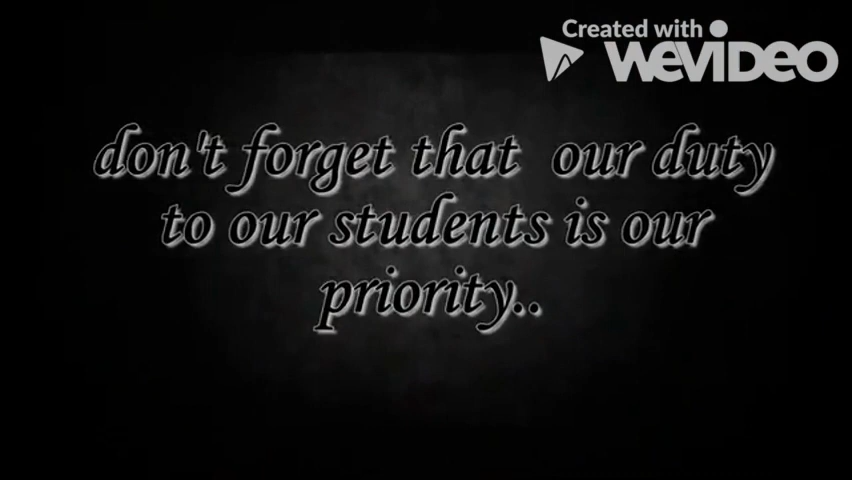 Created with
WEVIDEO
don't forget that our duty
to our students is our
priority..